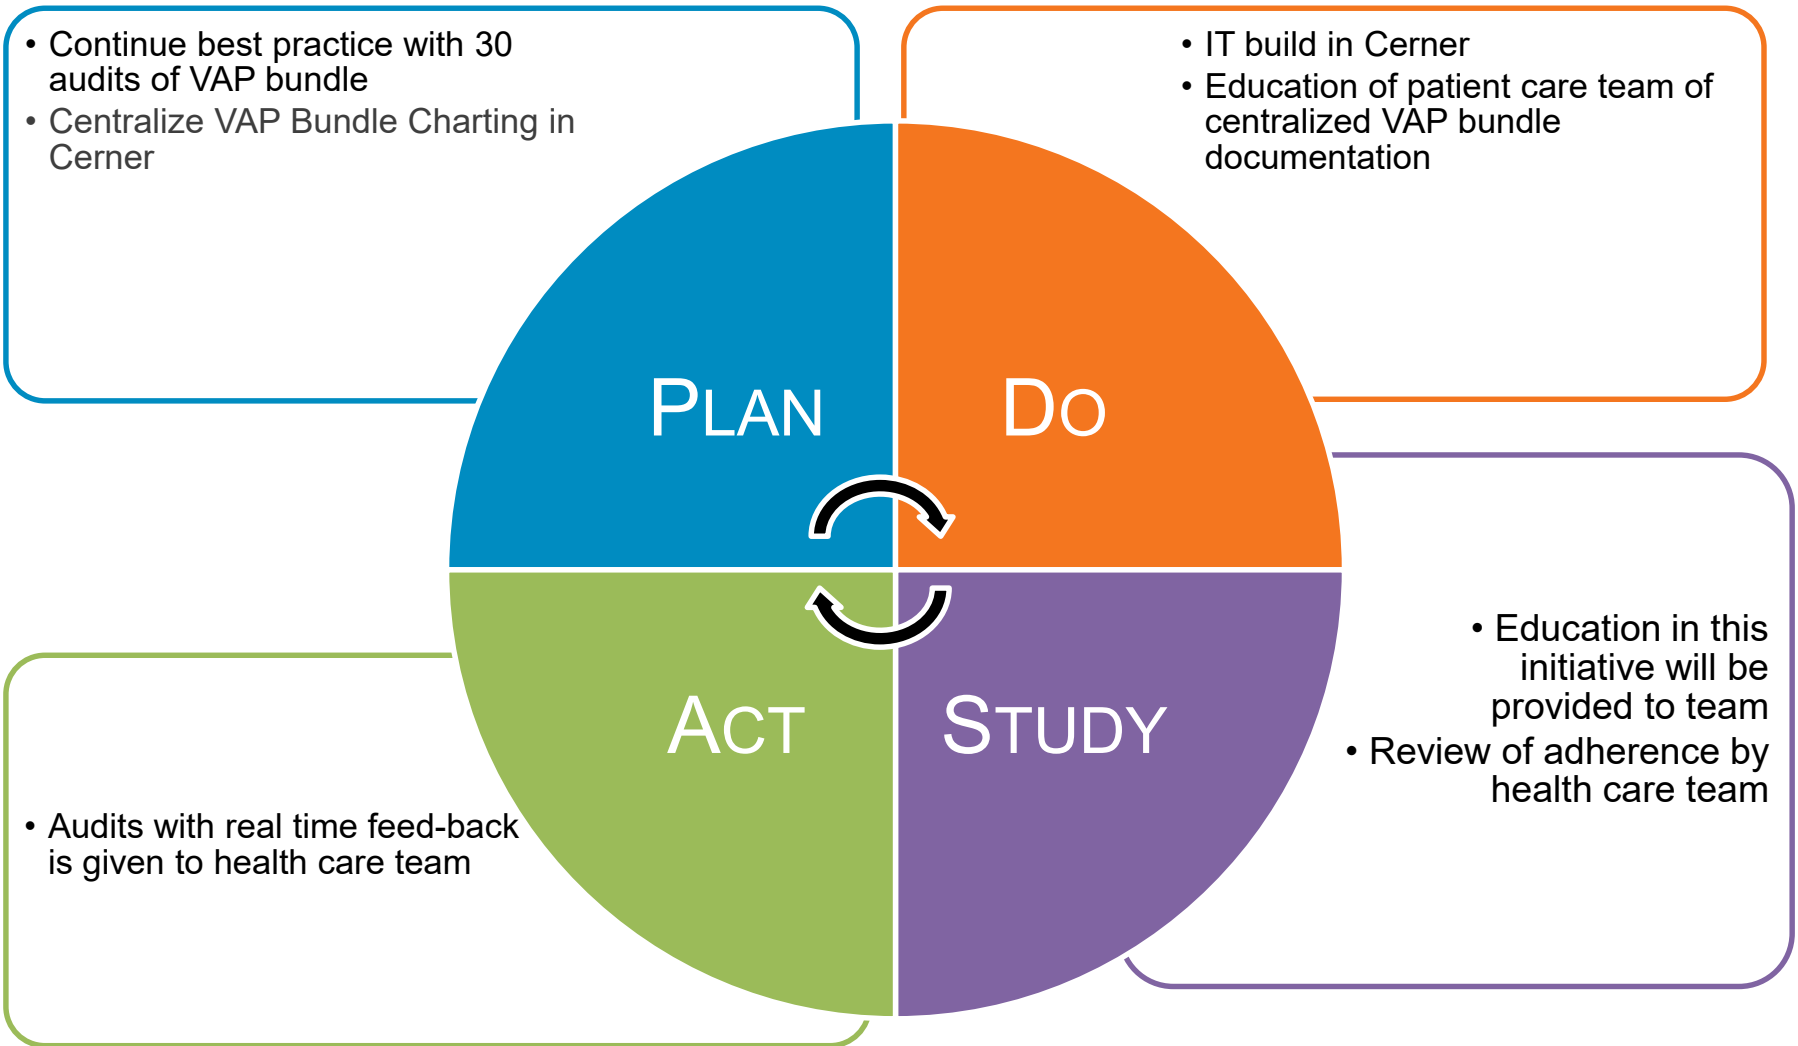 • Continue best practice with 30
audits of VAP bundle
• Centralize VAP Bundle Charting in
Cerner
• IT build in Cerner
• Education of patient care team of
centralized VAP bundle
documentation
PLAN
DO
ACT
STUDY
• Education in this
initiative will be
provided to team
• Review of adherence by
health care team
• Audits with real time feed-back
is given to health care team